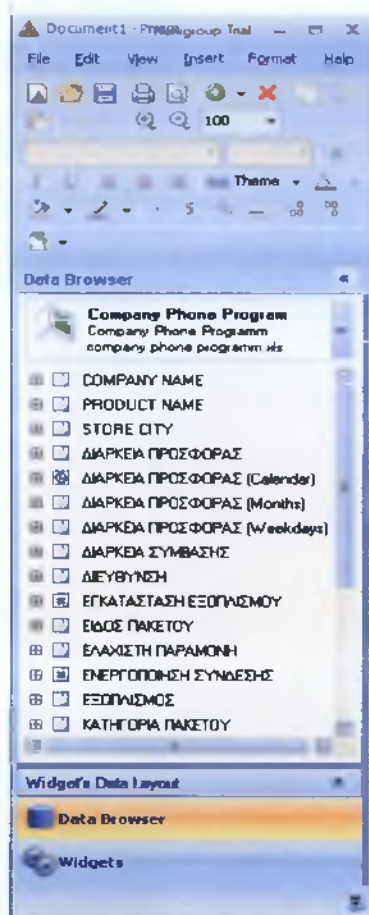 Document1 - group Trial
File Edit View Insert Format Help
100
Theme
Data Browser
Company Phone Program
Company Phone Programm
company phone programm.xls
COMPANY NAME
PRODUCT NAME
STORE CITY
ΔΙΑΡΚΕΙΑ ΠΡΟΣΦΟΡΑΣ
ΔΙΑΡΚΕΙΑ ΠΡΟΣΦΟΡΑΣ (Calendar)
ΔΙΑΡΚΕΙΑ ΠΡΟΣΦΟΡΑΣ (Months)
ΔΙΑΡΚΕΙΑ ΠΡΟΣΦΟΡΑΣ (Weekdays)
ΔΙΑΡΚΕΙΑ ΣΥΜΒΑΣΗΣ
ΔΙΕΥΘΥΝΣΗ
ΕΓΚΑΤΑΣΤΑΣΗ ΕΞΟΠΛΙΣΜΟΥ
ΕΙΔΟΣ ΠΑΚΕΤΟΥ
ΕΛΑΧΙΣΤΗ ΠΑΡΑΜΟΝΗ
ΕΝΕΡΓΟΠΟΙΗΣΗ ΣΥΝΔΕΣΗΣ
ΕΞΟΠΛΙΣΜΟΣ
ΚΑΤΗΓΟΡΙΑ ΠΑΚΕΤΟΥ
Widget's Data Layout
Data Browser
Widgets